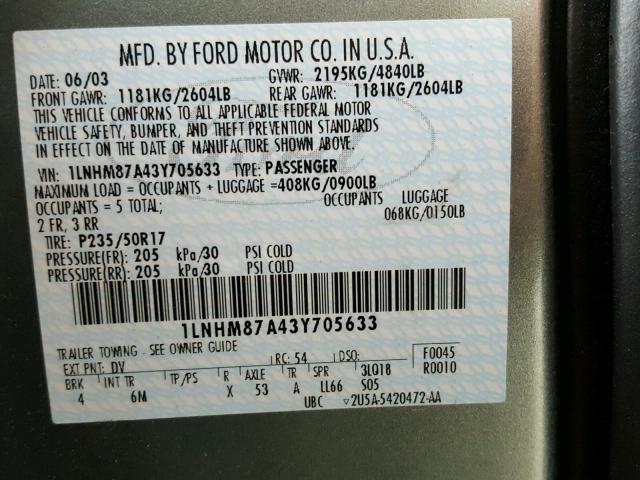 MFD. BY FORD MOTOR CO. IN U.S.A.
DATE: 06/03 GVWR: 2195KG/4840LB
FRONT GAWR: 1181KG/2604LB REAR GAWR: 1181KG/2604LB
THIS VEHICLE CONFORMS TO ALL APPLICABLE FEDERAL MOTOR
VEHICLE SAFETY, BUMPER, AND THEFT PREVENTION STANDARDS
IN EFFECT ON THE DATE OF MANUFACTURE SHOWN ABOVE.
VIN: 1LNHM87A43Y705633 TYPE: PASSENGER
MAXIMUM LOAD = OCCUPANTS + LUGGAGE =408KG/0900LB
OCCUPANTS = 5 TOTAL; OCCUPANTS LUGGAGE
2 FR, 3 RR 068KG/0150LB
TIRE: P235/50R17
PRESSURE(FR): 205 kPa/30 PSI COLD
PRESSURE(RR): 205 kPa/30 PSI COLD
1LNHM87A43Y705633
TRAILER TOWING - SEE OWNER GUIDE
EXT PNT: DV RC: 54 DSO: F0045
BRK INT TR TP/PS R AXLE TR SPR 3LQ18 R0010
4 6M X 53 A LL66 S05
UBC ▽2U5A-5420472-AA